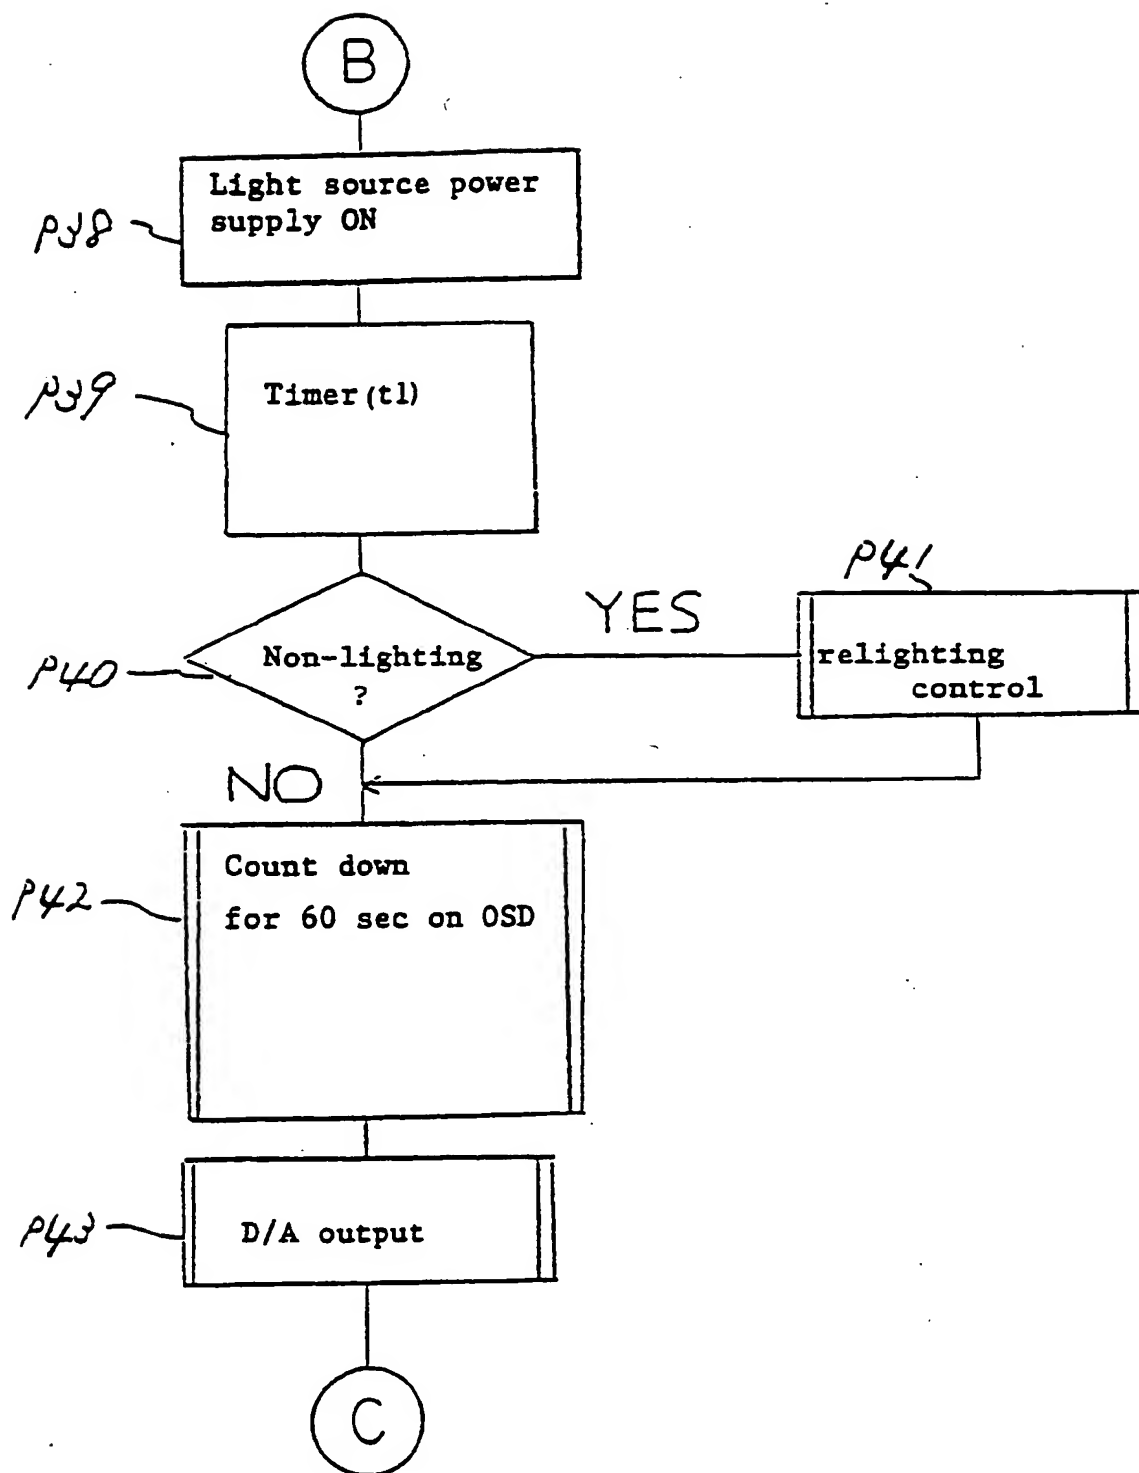 B
Light source power
supply ON
P38
Timer(t1)
P39
P41
YES
Non-lighting
?
P40
relighting
control
NO
Count down
for 60 sec on OSD
P42
D/A output
P43
C